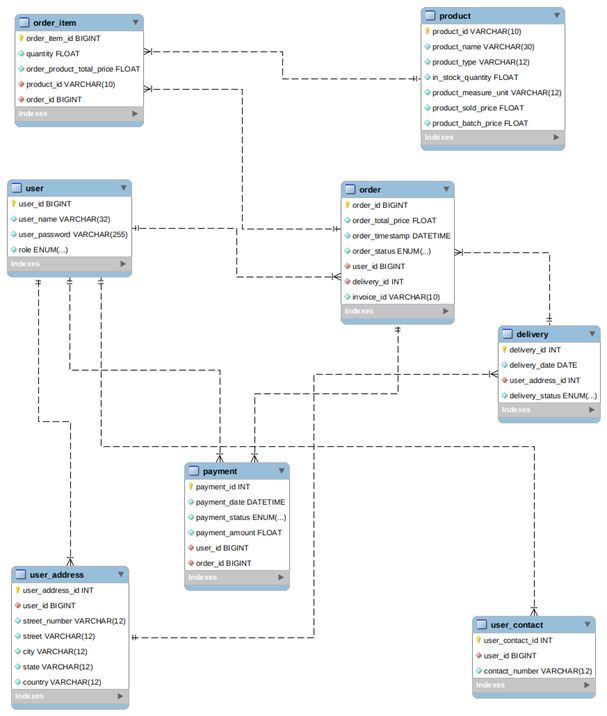 order_item
order_item_id BIGINT
quantity FLOAT
order_product_total_price FLOAT
product_id VARCHAR(10)
order_id BIGINT
Indexes
product
product_id VARCHAR(10)
product_name VARCHAR(30)
product_type VARCHAR(12)
in_stock_quantity FLOAT
product_measure_unit VARCHAR(12)
product_sold_price FLOAT
product_batch_price FLOAT
Indexes
user
user_id BIGINT
user_name VARCHAR(32)
user_password VARCHAR(255)
role ENUM(...)
Indexes
order
order_id BIGINT
order_total_price FLOAT
order_timestamp DATETIME
order_status ENUM(...)
user_id BIGINT
delivery_id INT
invoice_id VARCHAR(10)
Indexes
delivery
delivery_id INT
delivery_date DATE
user_address_id INT
delivery_status ENUM(...)
Indexes
payment
payment_id INT
payment_date DATETIME
payment_status ENUM(...)
payment_amount FLOAT
user_id BIGINT
order_id BIGINT
Indexes
user_address
user_address_id INT
user_id BIGINT
street_number VARCHAR(12)
street VARCHAR(12)
city VARCHAR(12)
state VARCHAR(12)
country VARCHAR(12)
Indexes
user_contact
user_contact_id INT
user_id BIGINT
contact_number VARCHAR(12)
Indexes